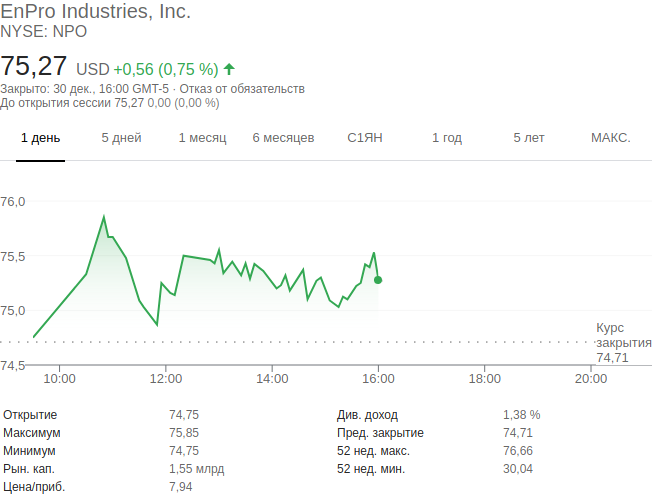 EnPro Industries, Inc.
NYSE: NPO
75,27 USD +0,56 (0,75 %)
Закрыто: 30 дек., 16:00 GMT-5 · Отказ от обязательств
До открытия сессии 75,27 0,00 (0,00 %)
1 день 5 дней 1 месяц 6 месяцев С1ЯН 1 год 5 лет МАКС.
76,0
75,5
75,0
Курс
закрытия
74,71
74,5
10:00 12:00 14:00 16:00 18:00 20:00
Открытие 74,75 Див. доход 1,38 %
Максимум 75,85 Пред. закрытие 74,71
Минимум 74,75 52 нед. макс. 76,66
Рын. кап. 1,55 млрд 52 нед. мин. 30,04
Цена/приб. 7,94